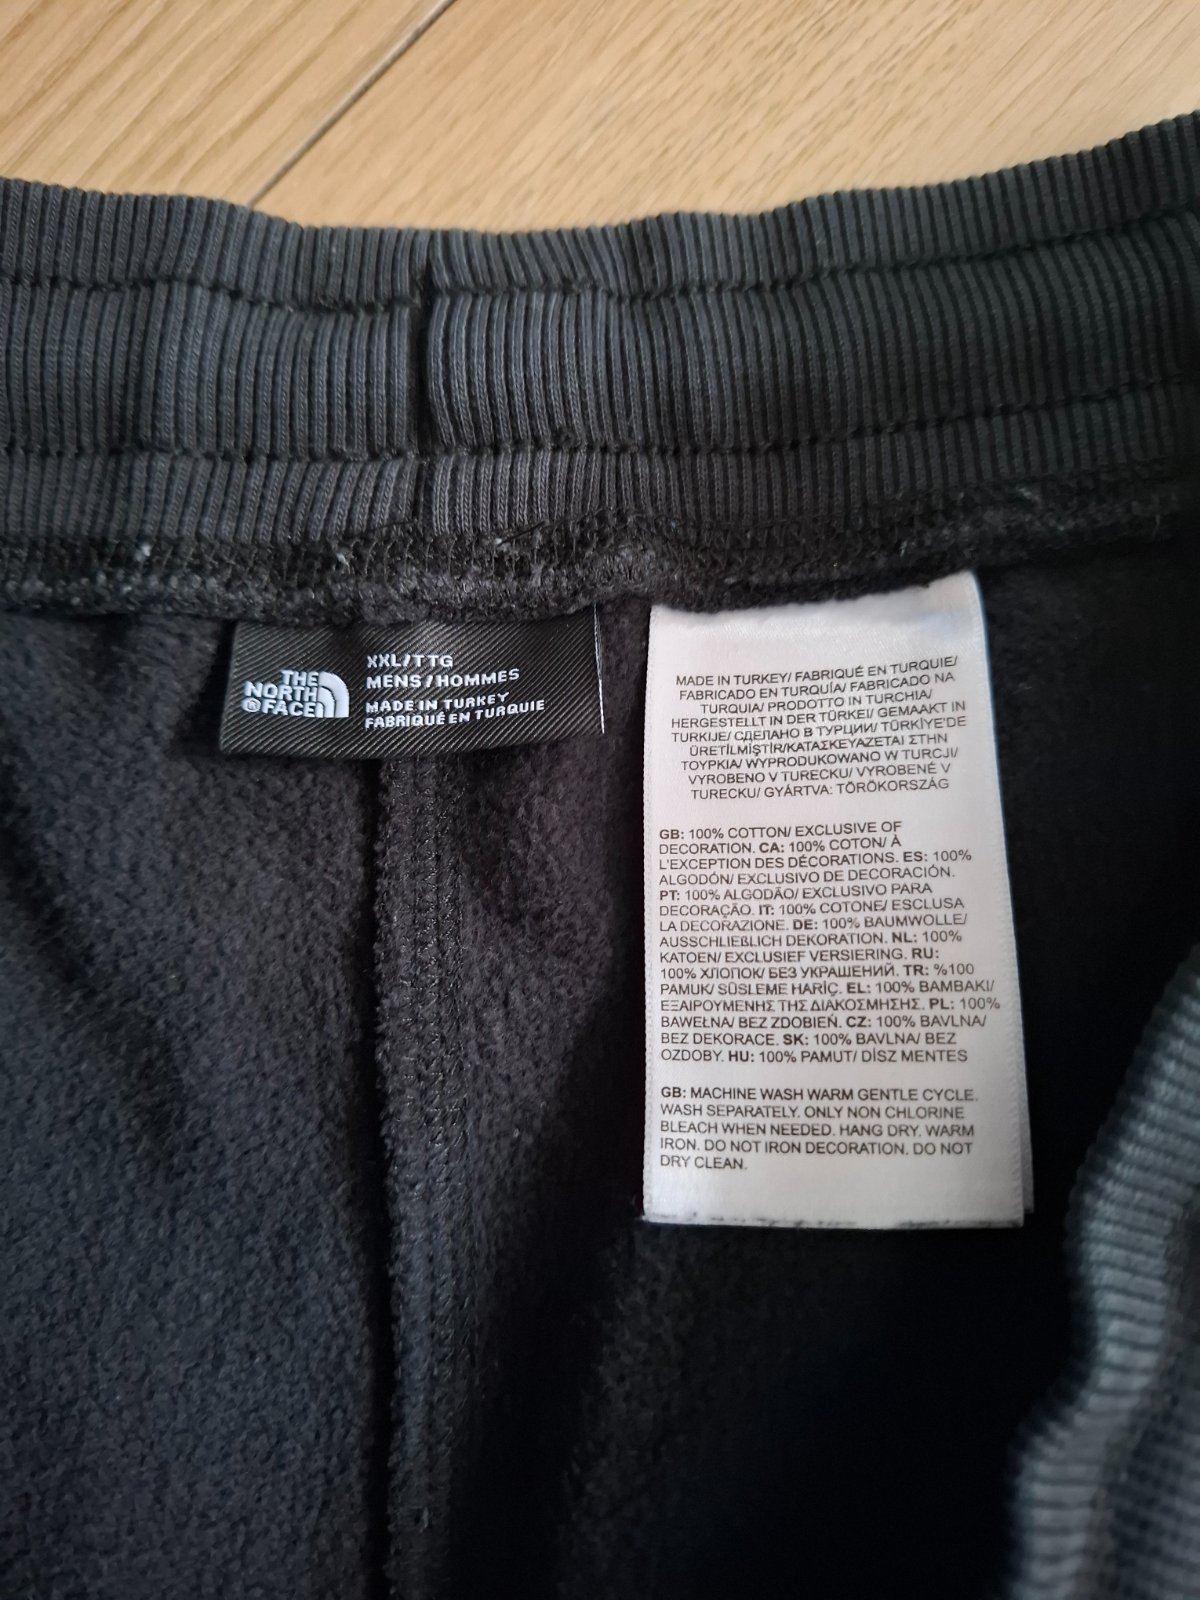 THE
NORTH
FACE
XXL/TTG
MENS/HOMMES
MADE IN TURKEY
FABRIQUÉ EN TURQUIE
MADE IN TURKEY/ FABRIQUÉ EN TURQUIE/
FABRICADO EN TURQUÍA/ FABRICADO NA
TURQUIA/ PRODOTTO IN TURCHIA/
HERGESTELLT IN DER TÜRKEI/ GEMAAKT IN
TURKIJE/ СДЕЛАНО В ТУРЦИИ/ TÜRKİYE'DE
ÜRETİLMİŞTİR/ΚΑΤΑΣΚΕΥΑΖΕΤΑΙ ΣΤΗΝ
ΤΟΥΡΚΙΑ/ WYPRODUKOWANO W TURCJI/
VYROBENO V TURECKU/ VYROBENÉ V
TURECKU/ GYÁRTVA: TÖRÖKORSZÁG
GB: 100% COTTON/ EXCLUSIVE OF
DECORATION. CA: 100% COTON/ À
L'EXCEPTION DES DÉCORATIONS. ES: 100%
ALGODÓN/ EXCLUSIVO DE DECORACIÓN.
PT: 100% ALGODÃO/ EXCLUSIVO PARA
DECORAÇÃO. IT: 100% COTONE/ ESCLUSA
LA DECORAZIONE. DE: 100% BAUMWOLLE/
AUSSCHLIEßLICH DEKORATION. NL: 100%
KATOEN/ EXCLUSIEF VERSIERING. RU:
100% ХЛОПОК/ БЕЗ УКРАШЕНИЙ. TR: %100
PAMUK/ SÜSLEME HARİÇ. EL: 100% ΒΑΜΒΑΚΙ/
ΕΞΑΙΡΟΥΜΕΝΗΣ ΤΗΣ ΔΙΑΚΟΣΜΗΣΗΣ. PL: 100%
BAWEŁNA/ BEZ ZDOBIEŃ. CZ: 100% BAVLNA/
BEZ DEKORACE. SK: 100% BAVLNA/ BEZ
OZDOBY. HU: 100% PAMUT/ DÍSZ MENTES
GB: MACHINE WASH WARM GENTLE CYCLE.
WASH SEPARATELY. ONLY NON CHLORINE
BLEACH WHEN NEEDED. HANG DRY. WARM
IRON. DO NOT IRON DECORATION. DO NOT
DRY CLEAN.